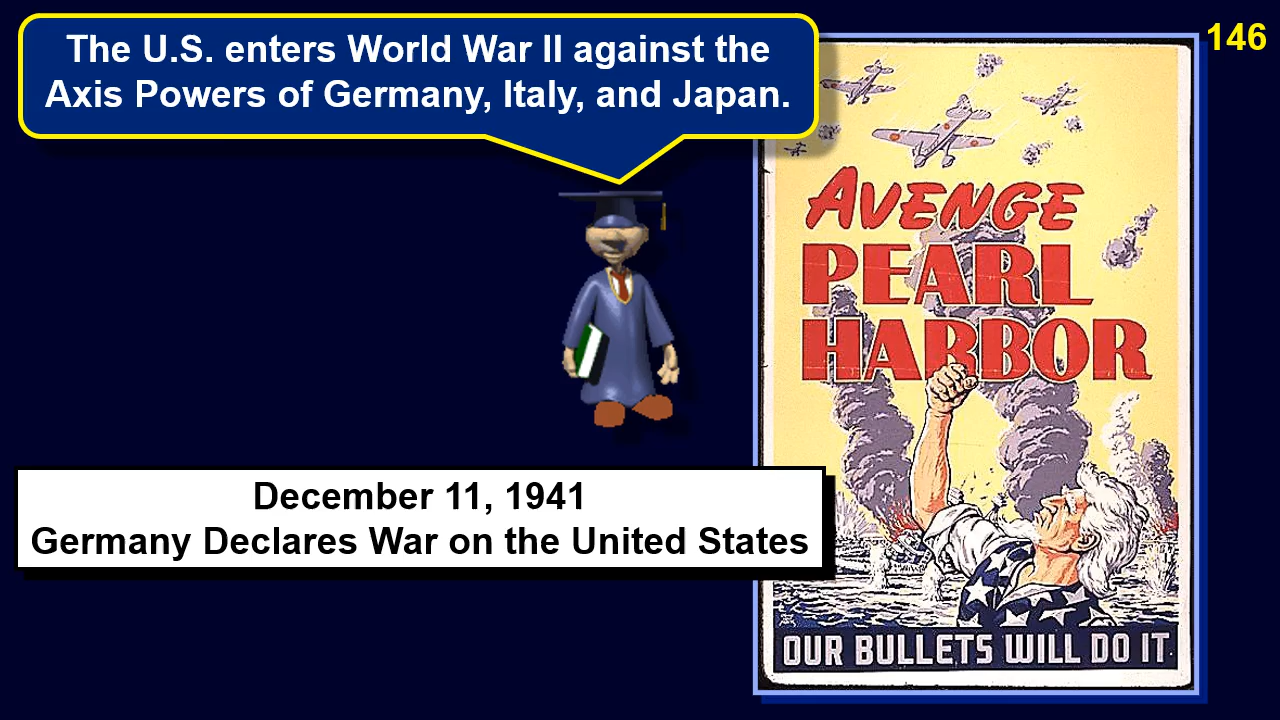 The U.S. enters World War II against the
Axis Powers of Germany, Italy, and Japan.
146
AVENGE
PEARL
HARBOR
December 11, 1941
Germany Declares War on the United States
OUR BULLETS WILL DO IT.